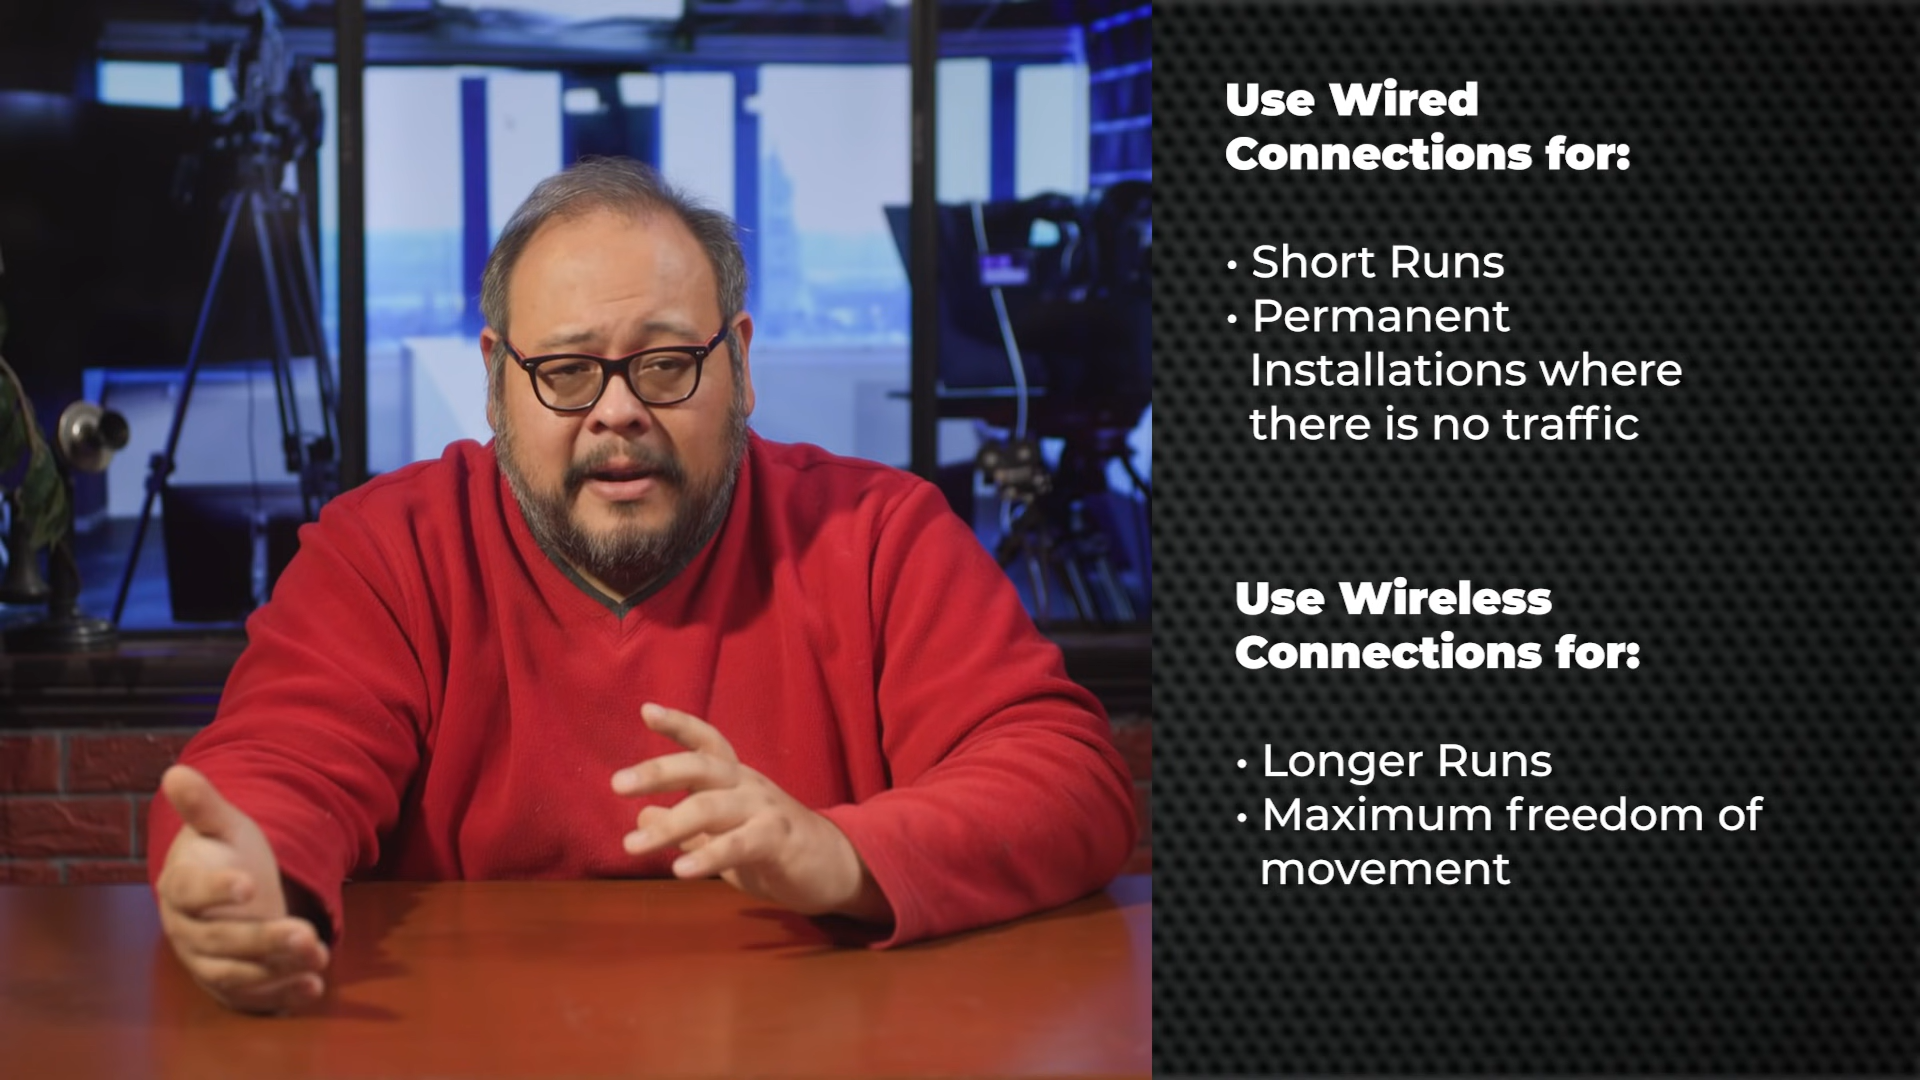 Use Wired
Connections for:
• Short Runs
• Permanent
Installations where
there is no traffic
Use Wireless
Connections for:
• Longer Runs
• Maximum freedom of
movement